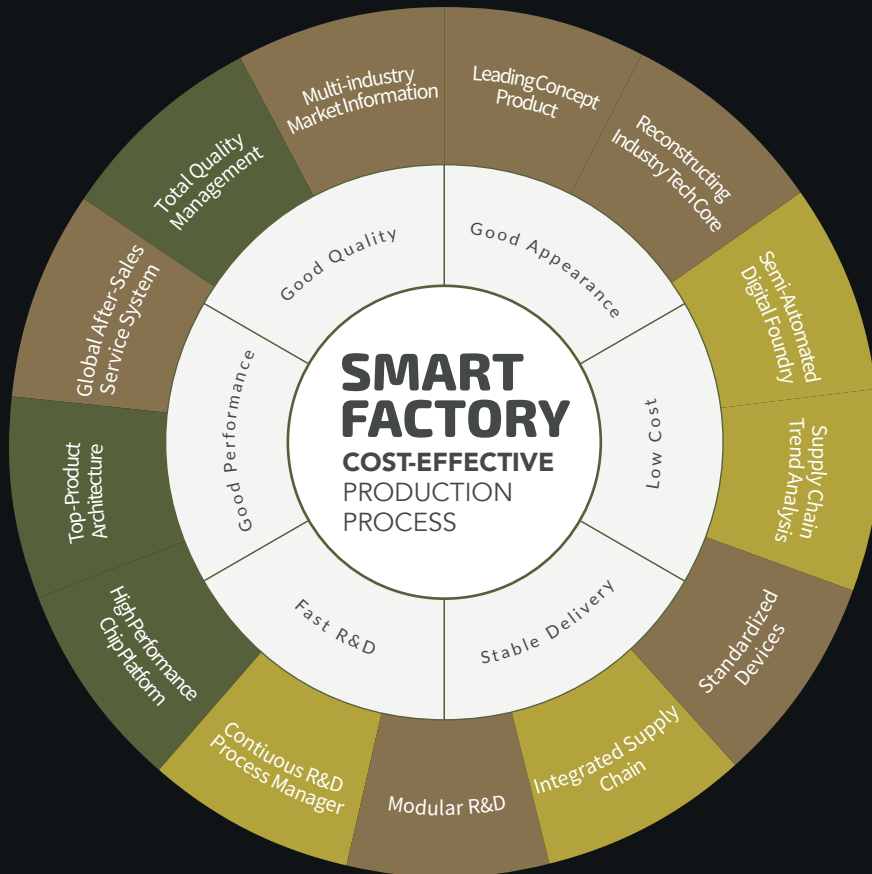 SMART
FACTORY
COST-EFFECTIVE
PRODUCTION
PROCESS
Good Appearance
Low Cost
Stable Delivery
Fast R&D
Good Performance
Good Quality
Leading Concept
Product
Reconstructing
Industry Tech Core
Semi-Automated
Digital Foundry
Supply Chain
Trend Analysis
Standardized
Devices
Integrated Supply
Chain
Modular R&D
Contiuous R&D
Process Manager
High Performance
Chip Platform
Top-Product
Architecture
Global After-Sales
Service System
Total Quality
Management
Multi-industry
Market Information